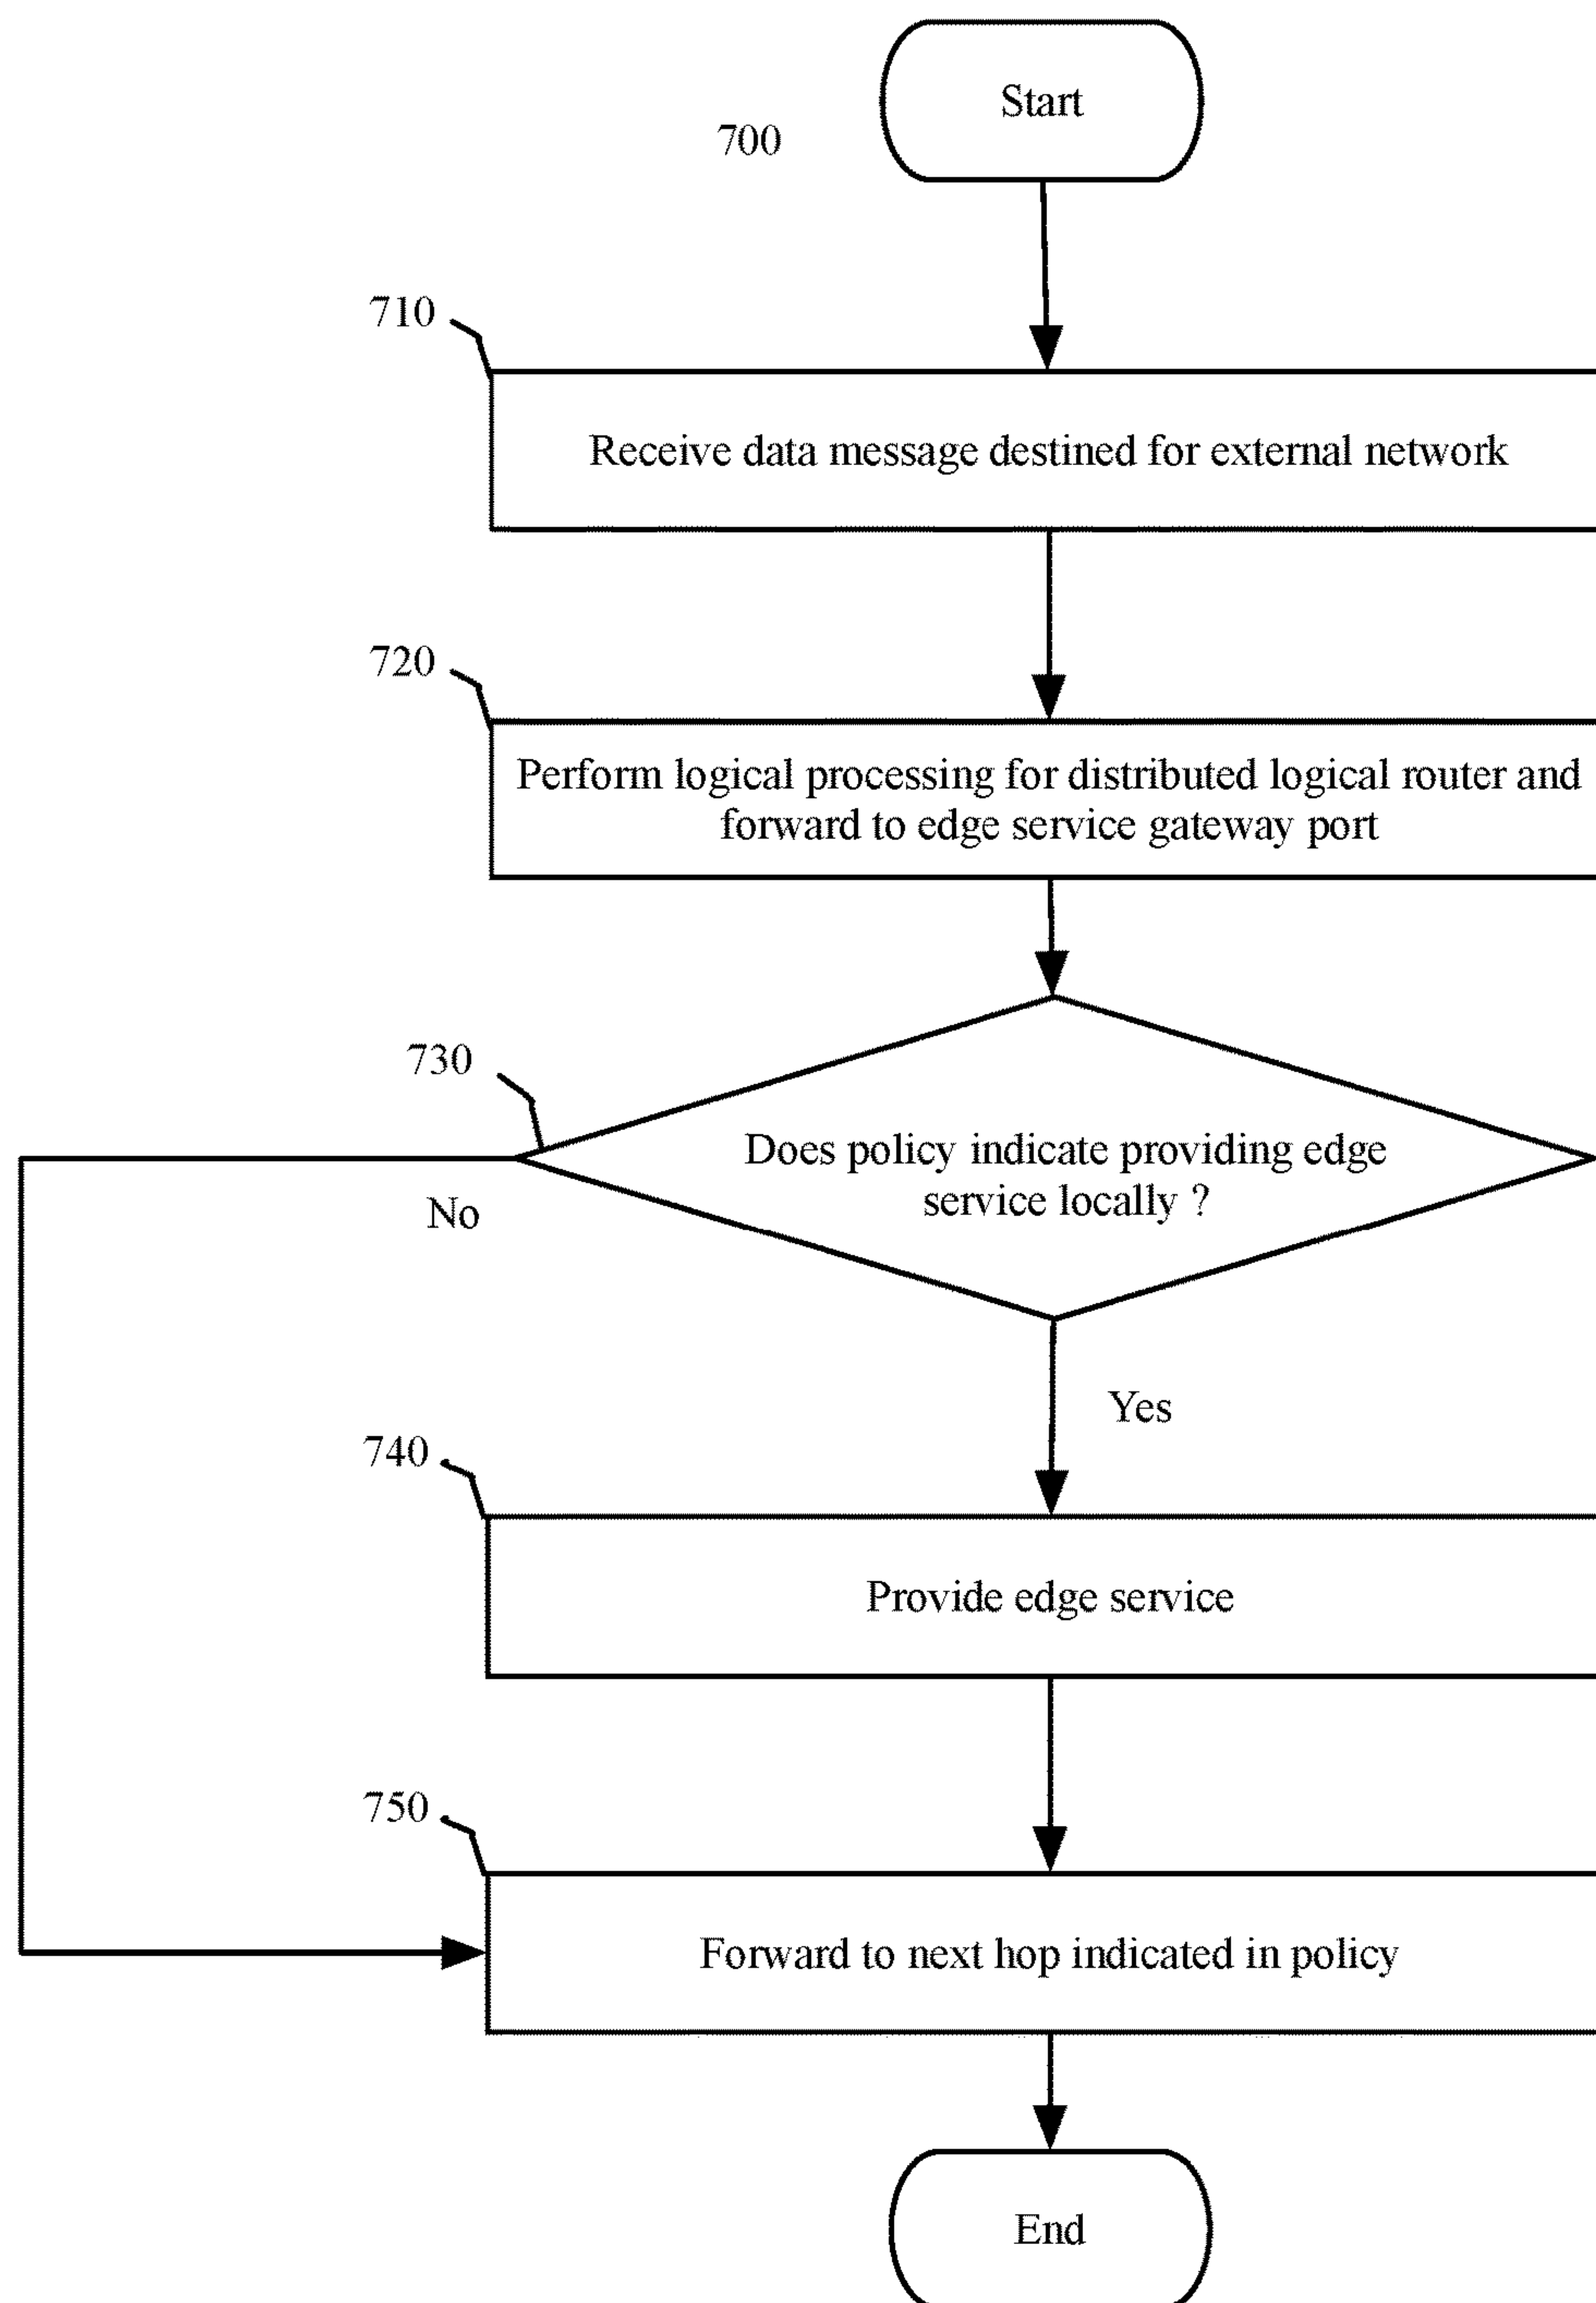 Start
700
710
Receive data message destined for external network
720
Perform logical processing for distributed logical router and
forward to edge service gateway port
730
Does policy indicate providing edge
service locally ?
No
Yes
740
Provide edge service
750
Forward to next hop indicated in policy
End